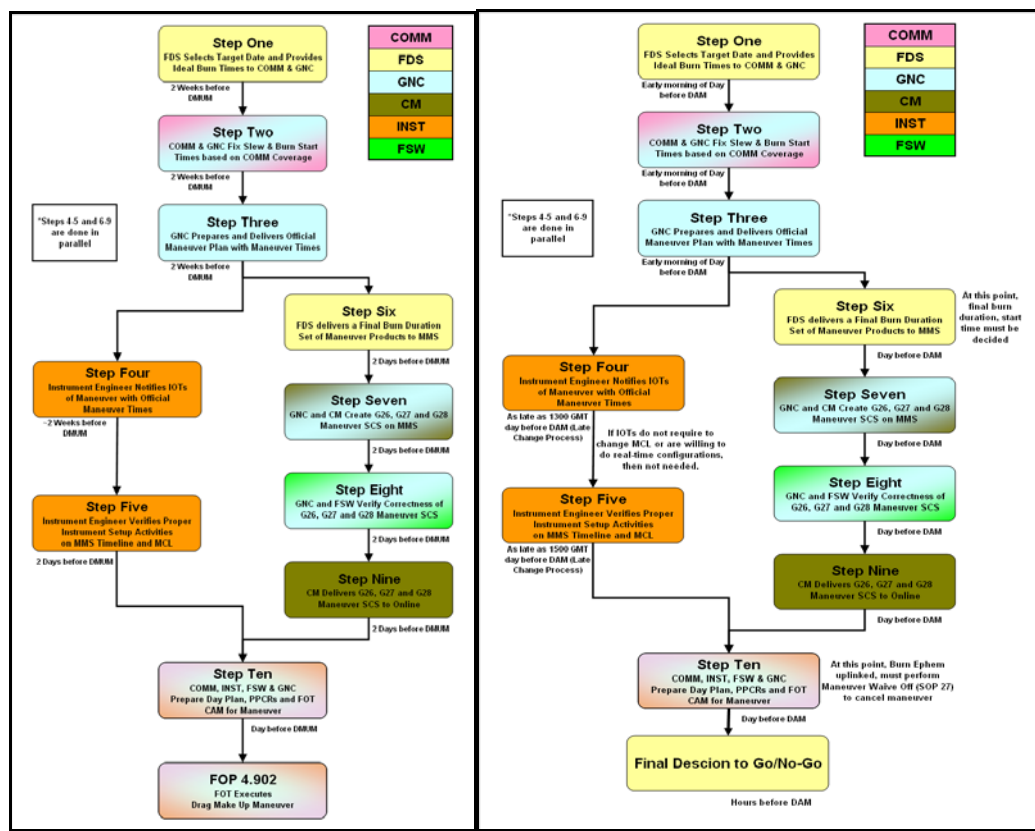 Step One
FDS Selects Target Date and Provides
Ideal Burn Times to COMM & GNC
2 Weeks before
DMUM
COMM
FDS
GNC
CM
INST
FSW
Step Two
COMM & GNC Fix Slew & Burn Start
Times based on COMM Coverage
2 Weeks before
DMUM
*Steps 4-5 and 6-9
are done in
parallel
Step Three
GNC Prepares and Delivers Official
Maneuver Plan with Maneuver Times
2 Weeks before
DMUM
Step Six
FDS delivers a Final Burn Duration
Set of Maneuver Products to MMS
2 Days before DMUM
Step Four
Instrument Engineer Notifies IOTs
of Maneuver with Official
Maneuver Times
~2 Weeks before
DMUM
Step Seven
GNC and CM Create G26, G27 and G28
Maneuver SCS on MMS
2 Days before DMUM
Step Eight
GNC and FSW Verify Correctness of
G26, G27 and G28 Maneuver SCS
2 Days before DMUM
Step Five
Instrument Engineer Verifies Proper
Instrument Setup Activities
on MMS Timeline and MCL
2 Days before DMUM
Step Nine
CM Delivers G26, G27 and G28
Maneuver SCS to Online
2 Days before DMUM
Step Ten
COMM, INST, FSW & GNC
Prepare Day Plan, PPCRs and FOT
CAM for Maneuver
Day before DMUM
FOP 4.902
FOT Executes
Drag Make Up Maneuver
Step One
FDS Selects Target Date and Provides
Ideal Burn Times to COMM & GNC
Early morning of Day
before DAM
COMM
FDS
GNC
CM
INST
FSW
Step Two
COMM & GNC Fix Slew & Burn Start
Times based on COMM Coverage
Early morning of Day
before DAM
*Steps 4-5 and 6-9
are done in
parallel
Step Three
GNC Prepares and Delivers Official
Maneuver Plan with Maneuver Times
Early morning of Day
before DAM
Step Six
FDS delivers a Final Burn Duration
Set of Maneuver Products to MMS
Day before DAM
At this point,
final burn
duration, start
time must be
decided
Step Four
Instrument Engineer Notifies IOTs
of Maneuver with Official
Maneuver Times
As late as 1300 GMT
day before DAM (Late
Change Process)
If IOTs do not require to
change MCL or are willing to
do real-time configurations,
then not needed.
Step Seven
GNC and CM Create G26, G27 and G28
Maneuver SCS on MMS
Day before DAM
Step Eight
GNC and FSW Verify Correctness of
G26, G27 and G28 Maneuver SCS
Day before DAM
Step Five
Instrument Engineer Verifies Proper
Instrument Setup Activities
on MMS Timeline and MCL
As late as 1500 GMT
day before DAM (Late
Change Process)
Step Nine
CM Delivers G26, G27 and G28
Maneuver SCS to Online
Day before DAM
Step Ten
COMM, INST, FSW & GNC
Prepare Day Plan, PPCRs and FOT
CAM for Maneuver
Day before DAM
At this point, Burn Ephem
uplinked, must perform
Maneuver Waive Off (SOP 27)
to cancel maneuver
Final Descion to Go/No-Go
Hours before DAM